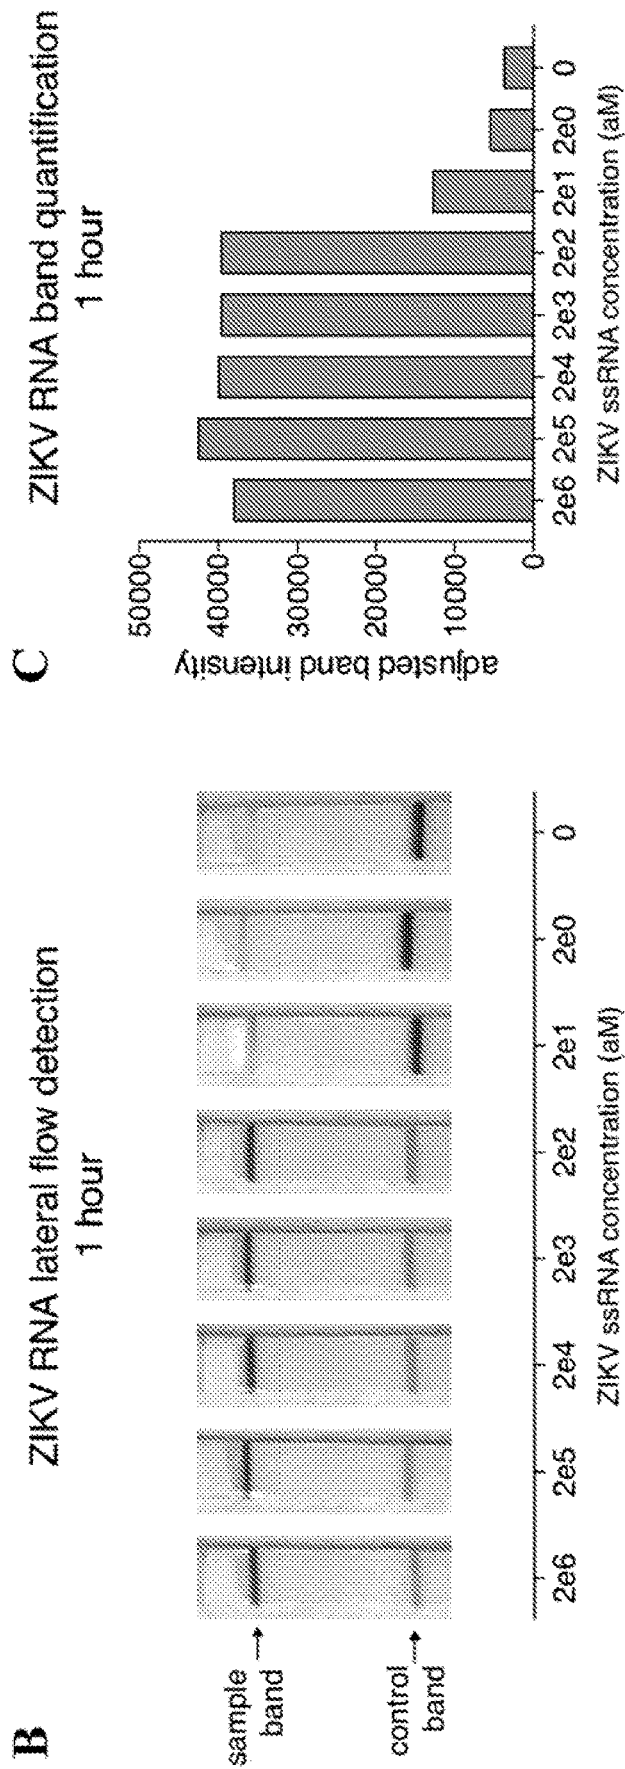 B
ZIKV RNA lateral flow detection
1 hour
sample
band
control
band
2e6 2e5 2e4 2e3 2e2 2e1 2e0 0
ZIKV ssRNA concentration (aM)
C
ZIKV RNA band quantification
1 hour
adjusted band intensity
50000
40000
30000
20000
10000
0
2e6 2e5 2e4 2e3 2e2 2e1 2e0 0
ZIKV ssRNA concentration (aM)